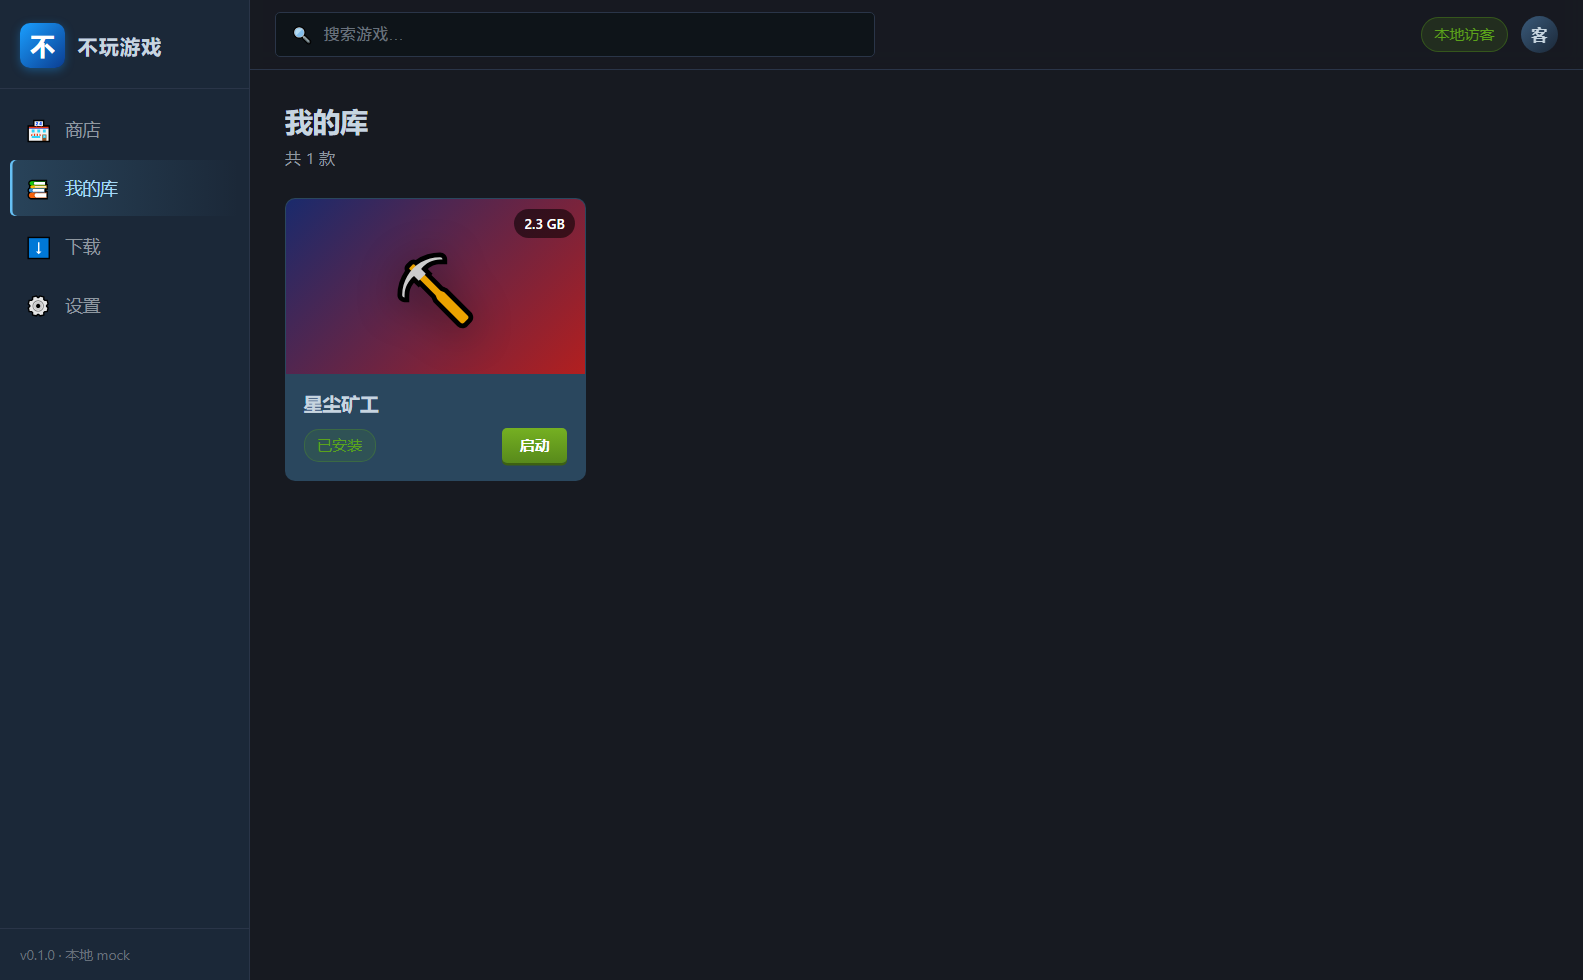 不 不玩游戏
搜索游戏...
本地访客 客
商店
我的库
下载
设置
我的库
共 1 款
2.3 GB
星尘矿工
已安装 启动
v0.1.0 · 本地 mock